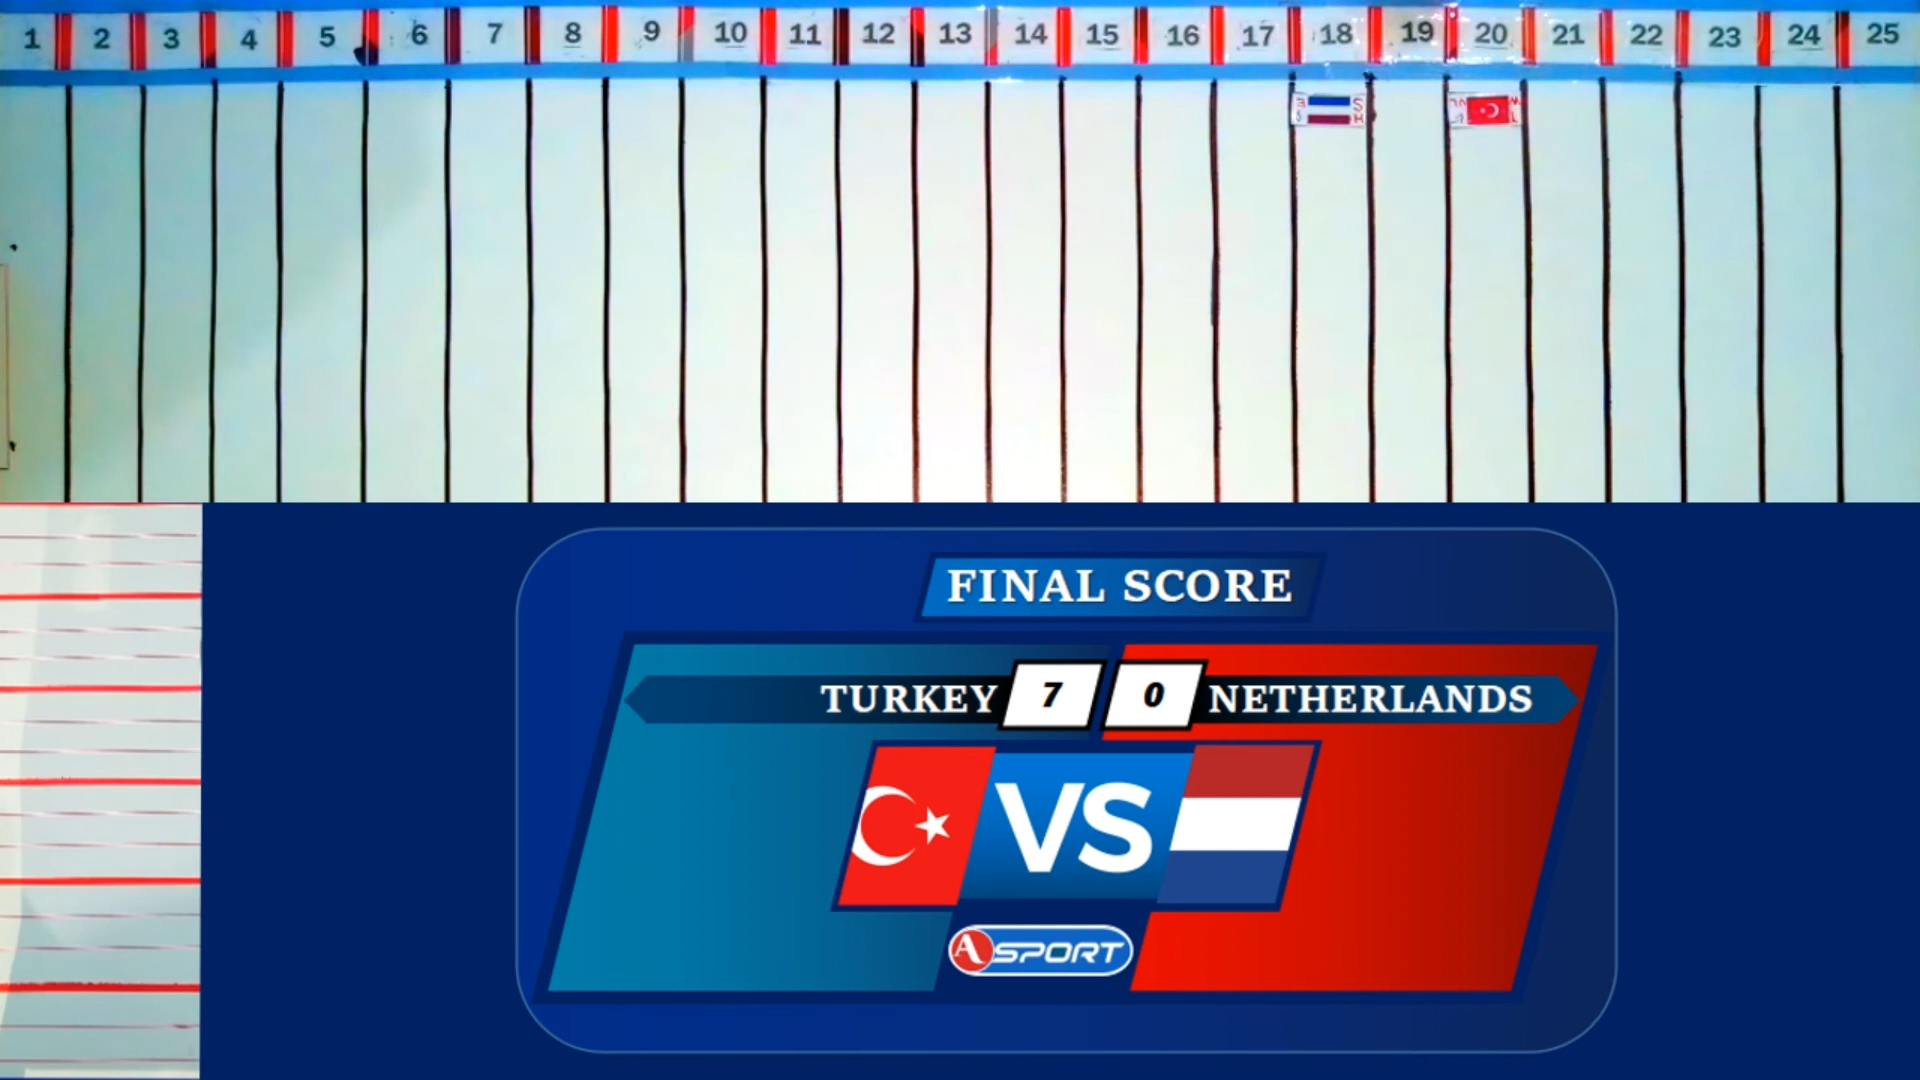 1 2 3 4 5 6 7 8 9 10 11 12 13 14 15 16 17 18 19 20 21 22 23 24 25
FINAL SCORE
TURKEY 7 0 NETHERLANDS
VS
A SPORT